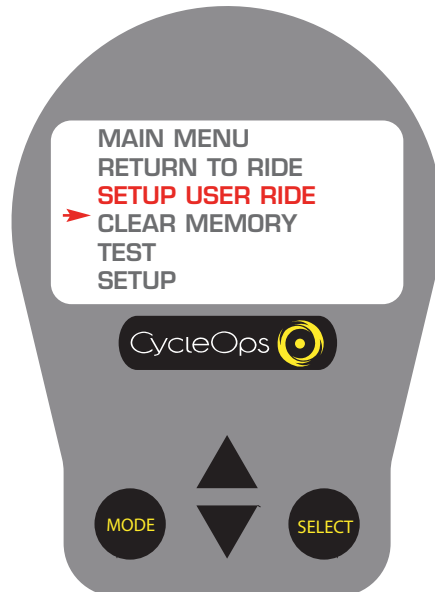 MAIN MENU
RETURN TO RIDE
SETUP USER RIDE
CLEAR MEMORY
TEST
SETUP
CycleOps
MODE
SELECT